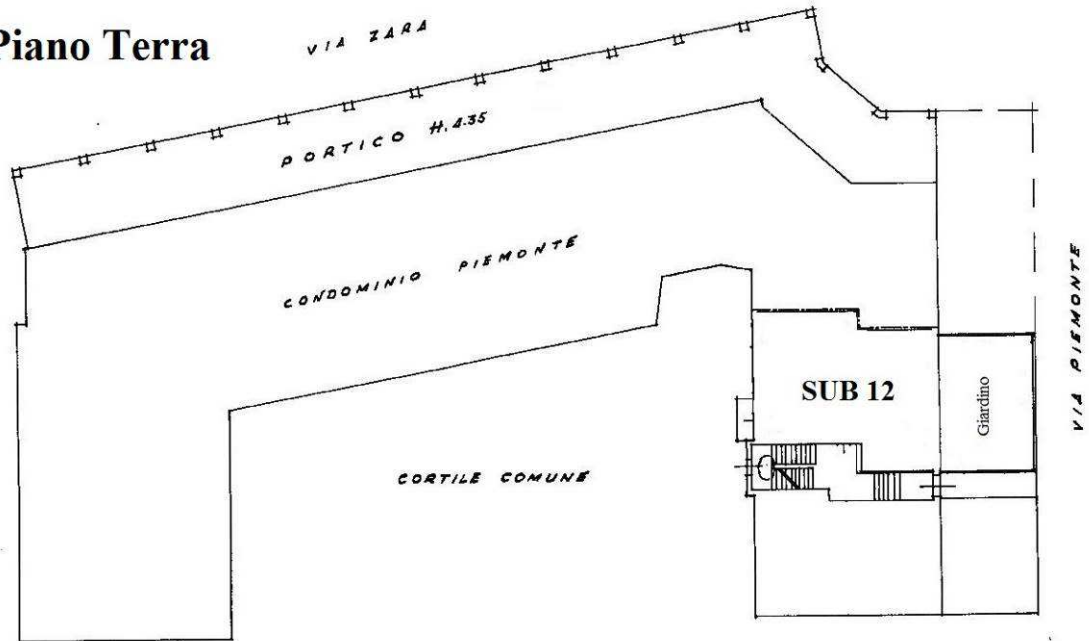 Piano Terra
VIA ZARA
PORTICO H. 4.35
CONDOMINIO PIEMONTE
VIA PIEMONTE
SUB 12
Giardino
CORTILE COMUNE